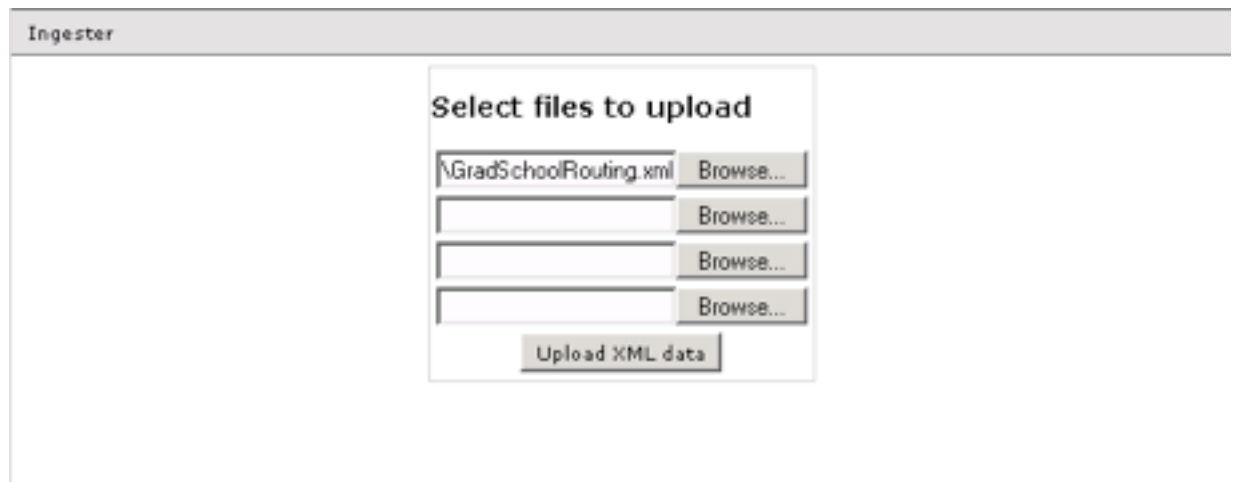 Ingester
Select files to upload
\GradSchoolRouting.xml Browse...
Browse...
Browse...
Browse...
Upload XML data